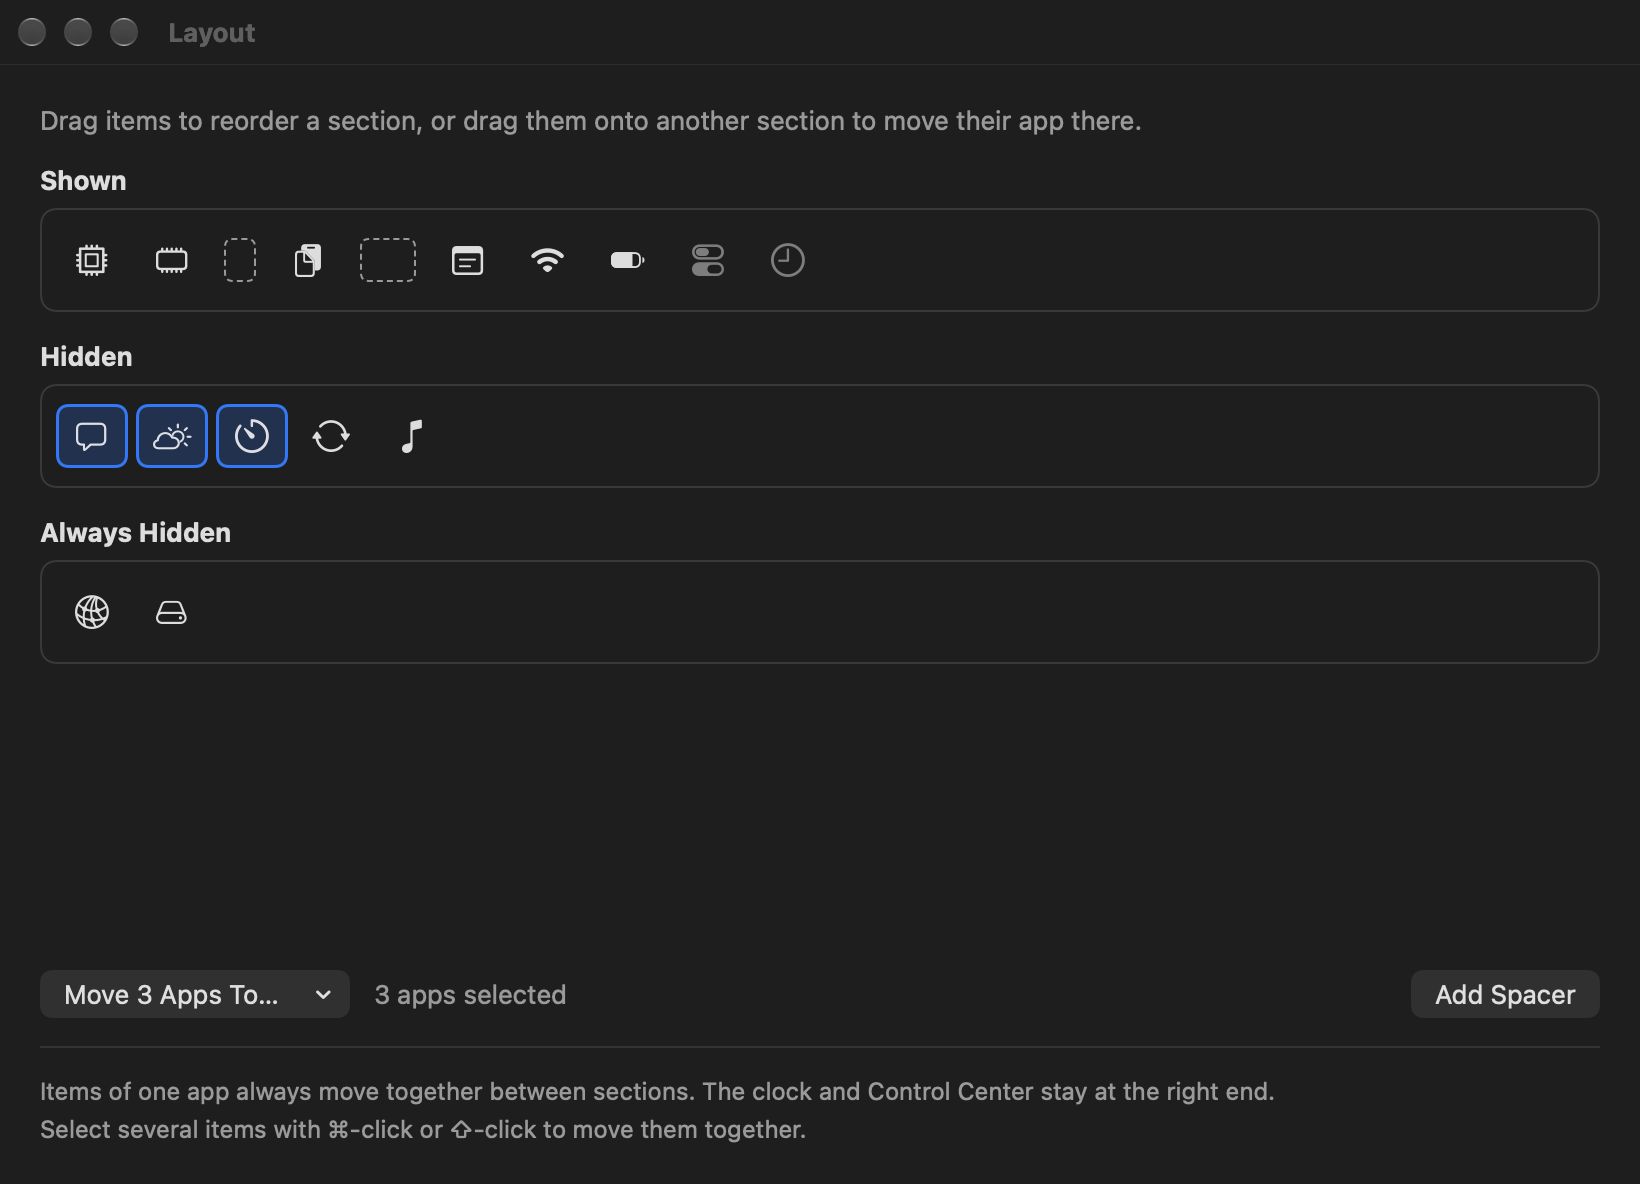 Layout
Drag items to reorder a section, or drag them onto another section to move their app there.
Shown
Hidden
Always Hidden
Move 3 Apps To...
3 apps selected
Add Spacer
Items of one app always move together between sections. The clock and Control Center stay at the right end.
Select several items with ⌘-click or ⇧-click to move them together.